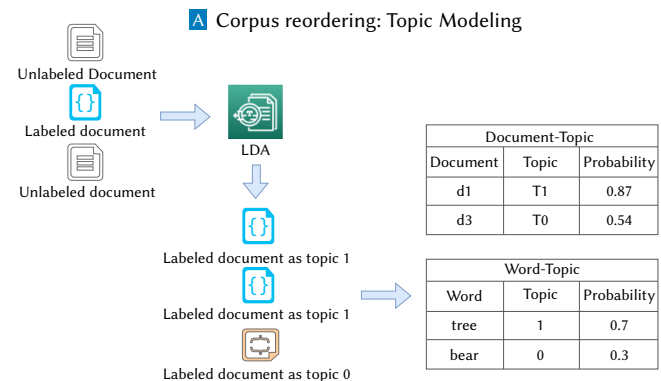 A Corpus reordering: Topic Modeling
Unlabeled Document
{}
Labeled document
Unlabeled document
LDA
{}
Labeled document as topic 1
{}
Labeled document as topic 1
Labeled document as topic 0
Document-Topic
Document Topic Probability
d1 T1 0.87
d3 T0 0.54
Word-Topic
Word Topic Probability
tree 1 0.7
bear 0 0.3